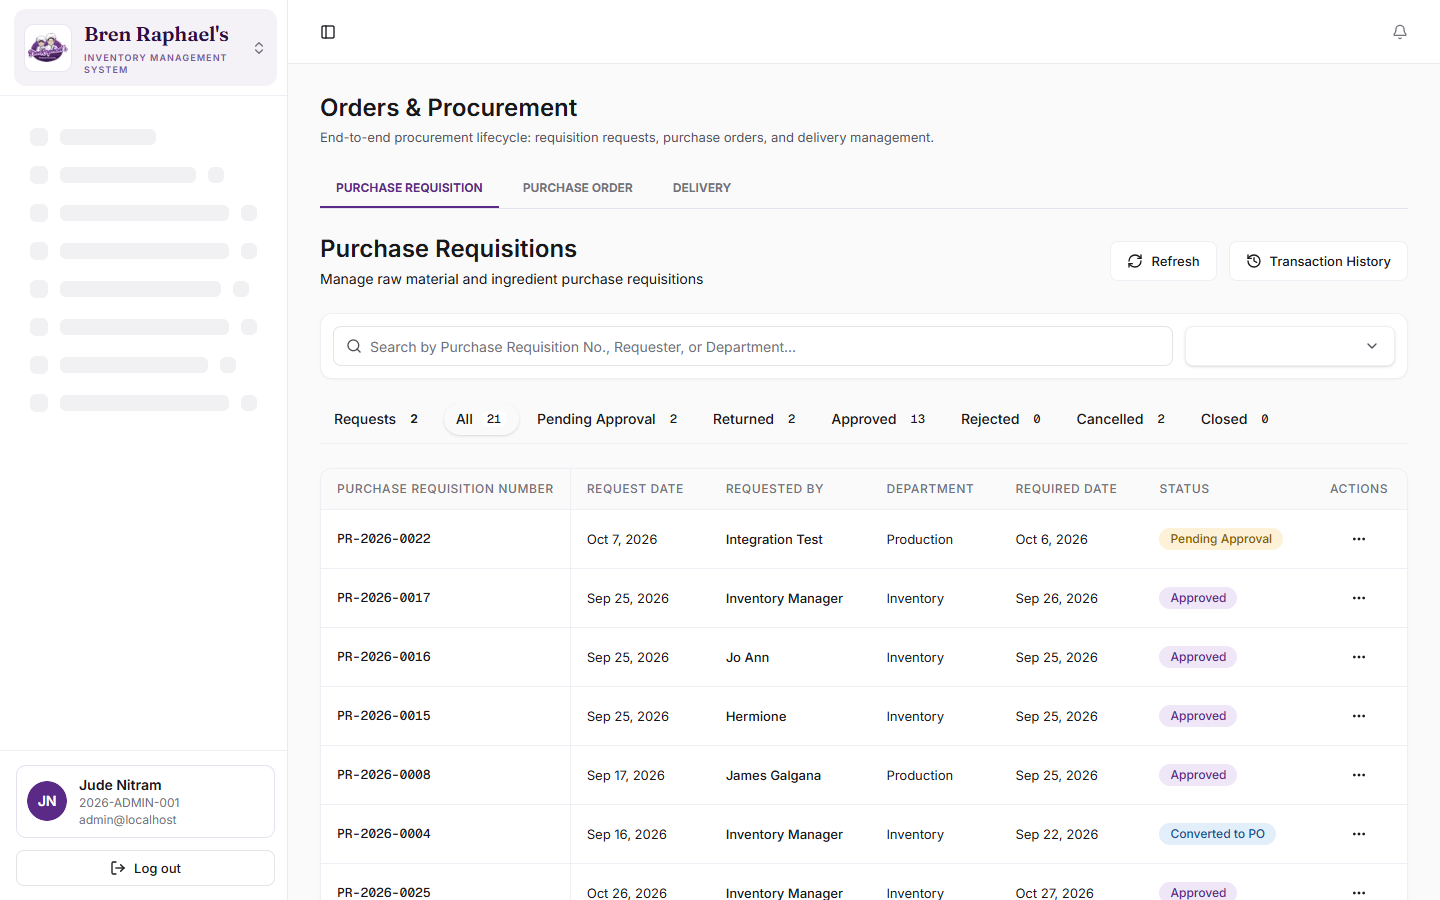 Bren Raphael's
INVENTORY MANAGEMENT
SYSTEM
Orders & Procurement
End-to-end procurement lifecycle: requisition requests, purchase orders, and delivery management.
PURCHASE REQUISITION PURCHASE ORDER DELIVERY
Purchase Requisitions
Manage raw material and ingredient purchase requisitions
Refresh Transaction History
Search by Purchase Requisition No., Requester, or Department...
Requests 2 All 21 Pending Approval 2 Returned 2 Approved 13 Rejected 0 Cancelled 2 Closed 0
PURCHASE REQUISITION NUMBER REQUEST DATE REQUESTED BY DEPARTMENT REQUIRED DATE STATUS ACTIONS
PR-2026-0022 Oct 7, 2026 Integration Test Production Oct 6, 2026 Pending Approval
PR-2026-0017 Sep 25, 2026 Inventory Manager Inventory Sep 26, 2026 Approved
PR-2026-0016 Sep 25, 2026 Jo Ann Inventory Sep 25, 2026 Approved
PR-2026-0015 Sep 25, 2026 Hermione Inventory Sep 25, 2026 Approved
PR-2026-0008 Sep 17, 2026 James Galgana Production Sep 25, 2026 Approved
PR-2026-0004 Sep 16, 2026 Inventory Manager Inventory Sep 22, 2026 Converted to PO
PR-2026-0025 Oct 26, 2026 Inventory Manager Inventory Oct 27, 2026 Approved
JN
Jude Nitram
2026-ADMIN-001
admin@localhost
Log out